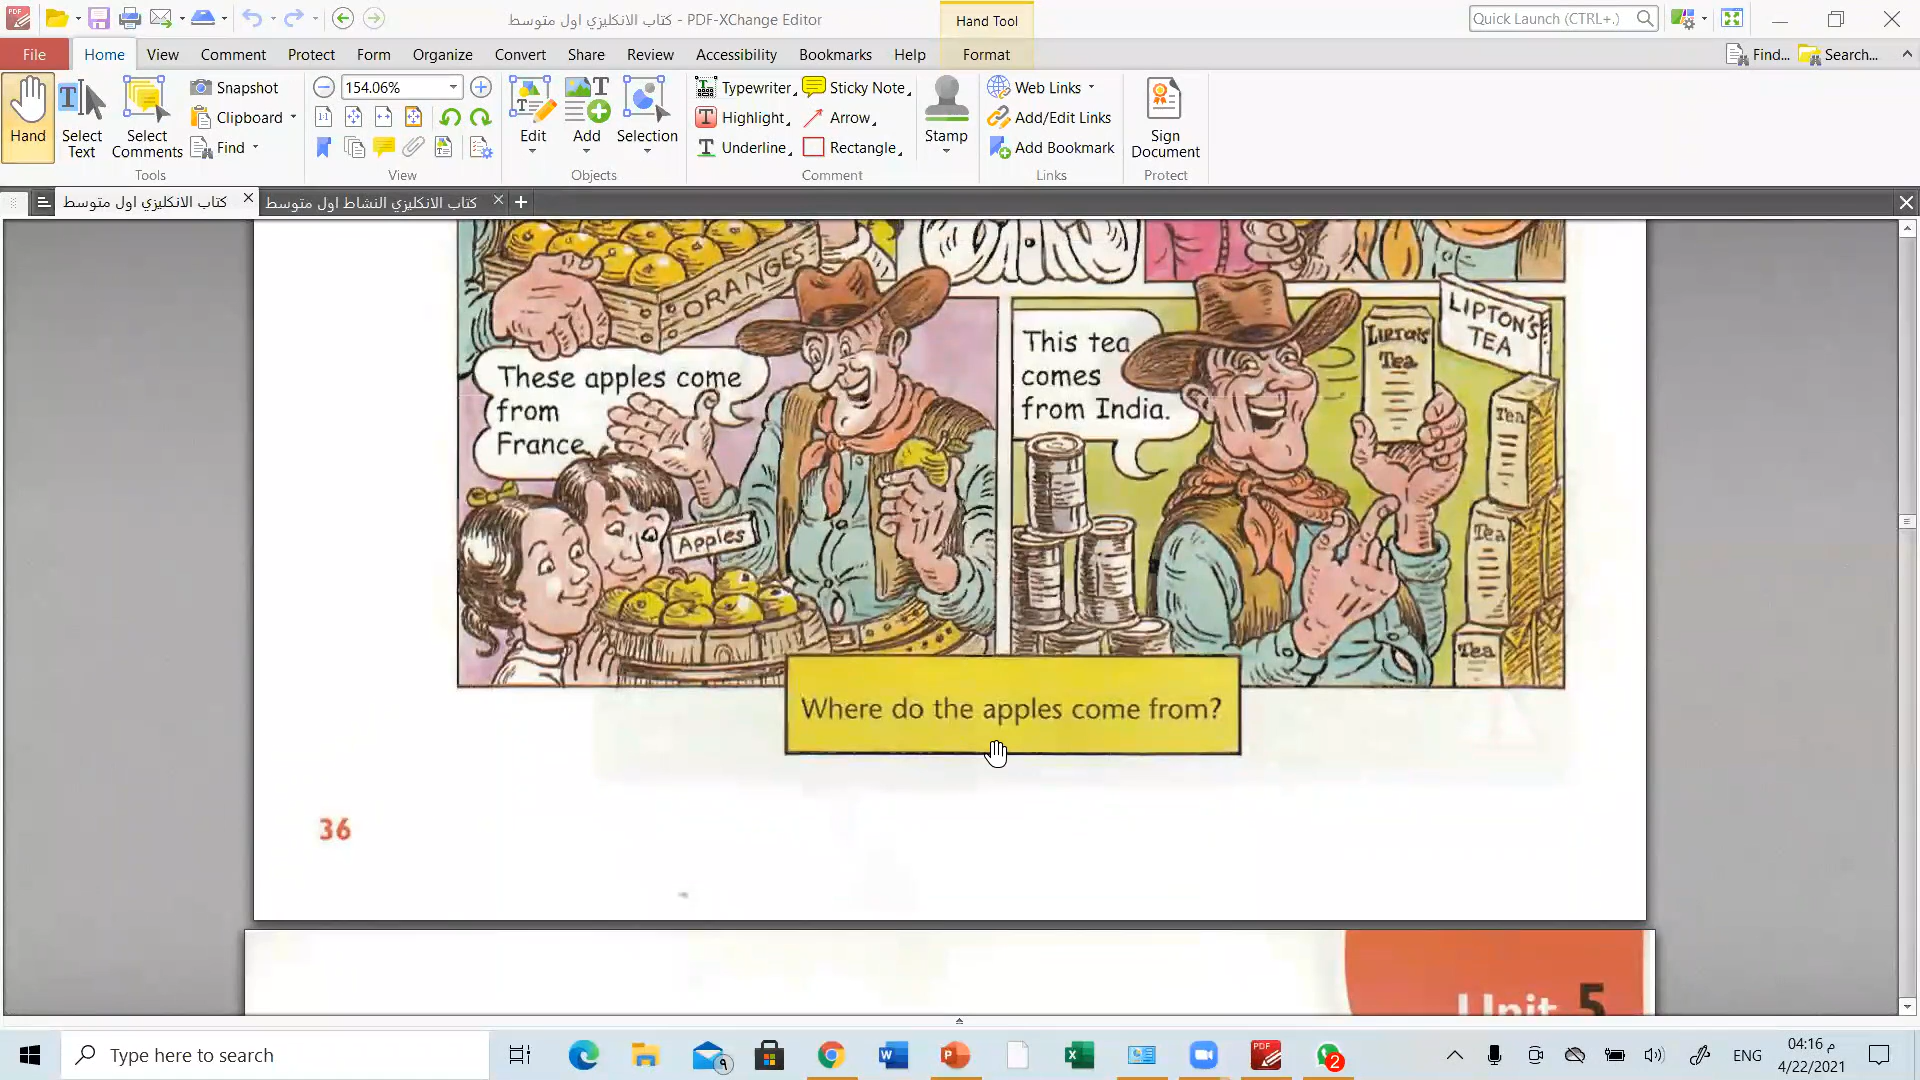 كتاب الانكليزي اول متوسط - PDF-XChange Editor
Hand Tool
Quick Launch (CTRL+.)
File
Home
View
Comment
Protect
Form
Organize
Convert
Share
Review
Accessibility
Bookmarks
Help
Format
Find...
Search...
Hand
Select Text
Select Comments
Snapshot
Clipboard
Find
Tools
154.06%
View
Edit
Add
Selection
Objects
Typewriter
Sticky Note
Highlight
Arrow
Underline
Rectangle
Stamp
Comment
Web Links
Add/Edit Links
Add Bookmark
Links
Sign Document
Protect
كتاب الانكليزي اول متوسط
كتاب الانكليزي النشاط اول متوسط
ORANGES
These apples come
from
France.
Apples
This tea
comes
from India.
LIPTON'S
TEA
Lipton's
Tea
Tea
Tea
Tea
Where do the apples come from?
36
Unit 5
Type here to search
9
2
ENG
04:16 م
4/22/2021